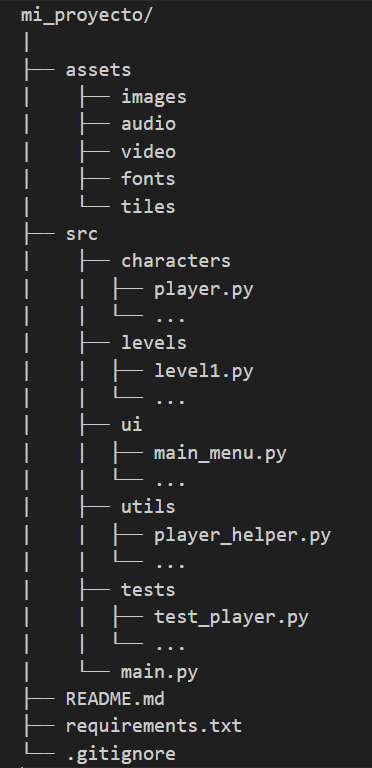 mi_proyecto/
|
├── assets
|    ├── images
|    ├── audio
|    ├── video
|    ├── fonts
|    └── tiles
├── src
|    ├── characters
|    |  ├── player.py
|    |  └── ...
|    ├── levels
|    |  ├── level1.py
|    |  └── ...
|    ├── ui
|    |  ├── main_menu.py
|    |  └── ...
|    ├── utils
|    |  ├── player_helper.py
|    |  └── ...
|    ├── tests
|    |  ├── test_player.py
|    |  └── ...
|    └── main.py
├── README.md
├── requirements.txt
└── .gitignore